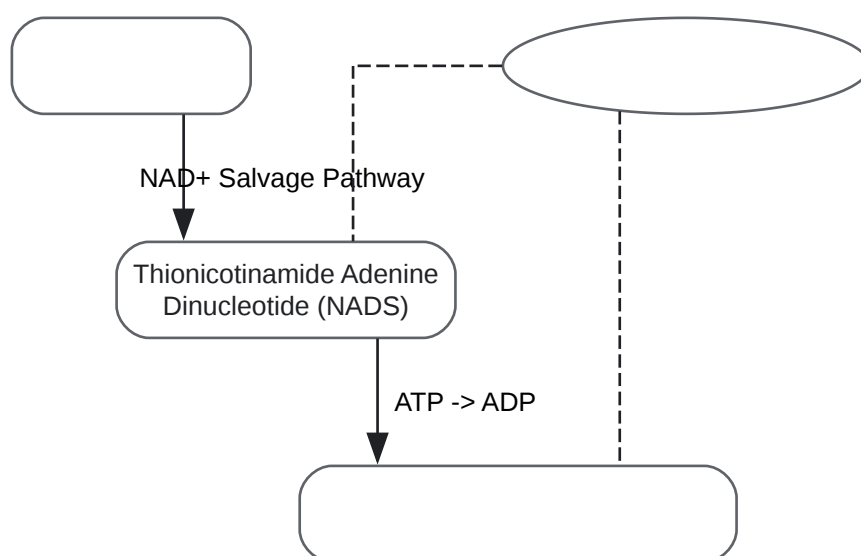 NAD+ Salvage Pathway
Thionicotinamide Adenine
Dinucleotide (NADS)
ATP -> ADP